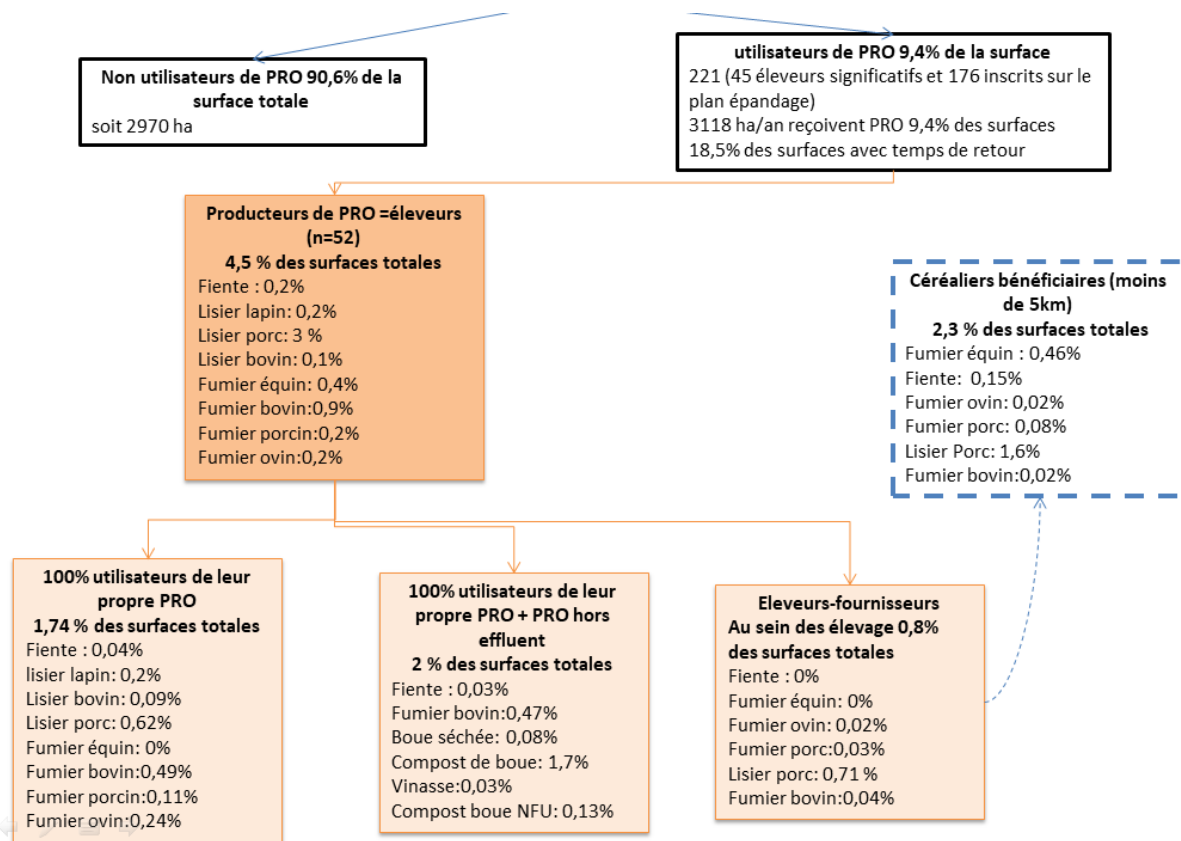 Non utilisateurs de PRO 90,6% de la
surface totale
soit 2970 ha
utilisateurs de PRO 9,4% de la surface
221 (45 éleveurs significatifs et 176 inscrits sur le
plan épandage)
3118 ha/an reçoivent PRO 9,4% des surfaces
18,5% des surfaces avec temps de retour
Producteurs de PRO =éleveurs
(n=52)
4,5 % des surfaces totales
Fiente : 0,2%
Lisier lapin: 0,2%
Lisier porc: 3 %
Lisier bovin: 0,1%
Fumier équin: 0,4%
Fumier bovin:0,9%
Fumier porcin:0,2%
Fumier ovin:0,2%
Céréaliers bénéficiaires (moins
de 5km)
2,3 % des surfaces totales
Fumier équin : 0,46%
Fiente:  0,15%
Fumier ovin: 0,02%
Fumier porc: 0,08%
Lisier Porc: 1,6%
Fumier bovin:0,02%
100% utilisateurs de leur
propre PRO
1,74 % des surfaces totales
Fiente : 0,04%
lisier lapin: 0,2%
Lisier bovin: 0,09%
Lisier porc: 0,62%
Fumier équin: 0%
Fumier bovin:0,49%
Fumier porcin:0,11%
Fumier ovin:0,24%
100% utilisateurs de leur
propre PRO + PRO hors
effluent
2 % des surfaces totales
Fiente : 0,03%
Fumier bovin:0,47%
Boue séchée: 0,08%
Compost de boue: 1,7%
Vinasse:0,03%
Compost boue NFU: 0,13%
Eleveurs-fournisseurs
Au sein des élevage 0,8%
des surfaces totales
Fiente : 0%
Fumier équin: 0%
Fumier ovin: 0,02%
Fumier porc:0,03%
Lisier porc: 0,71 %
Fumier bovin:0,04%